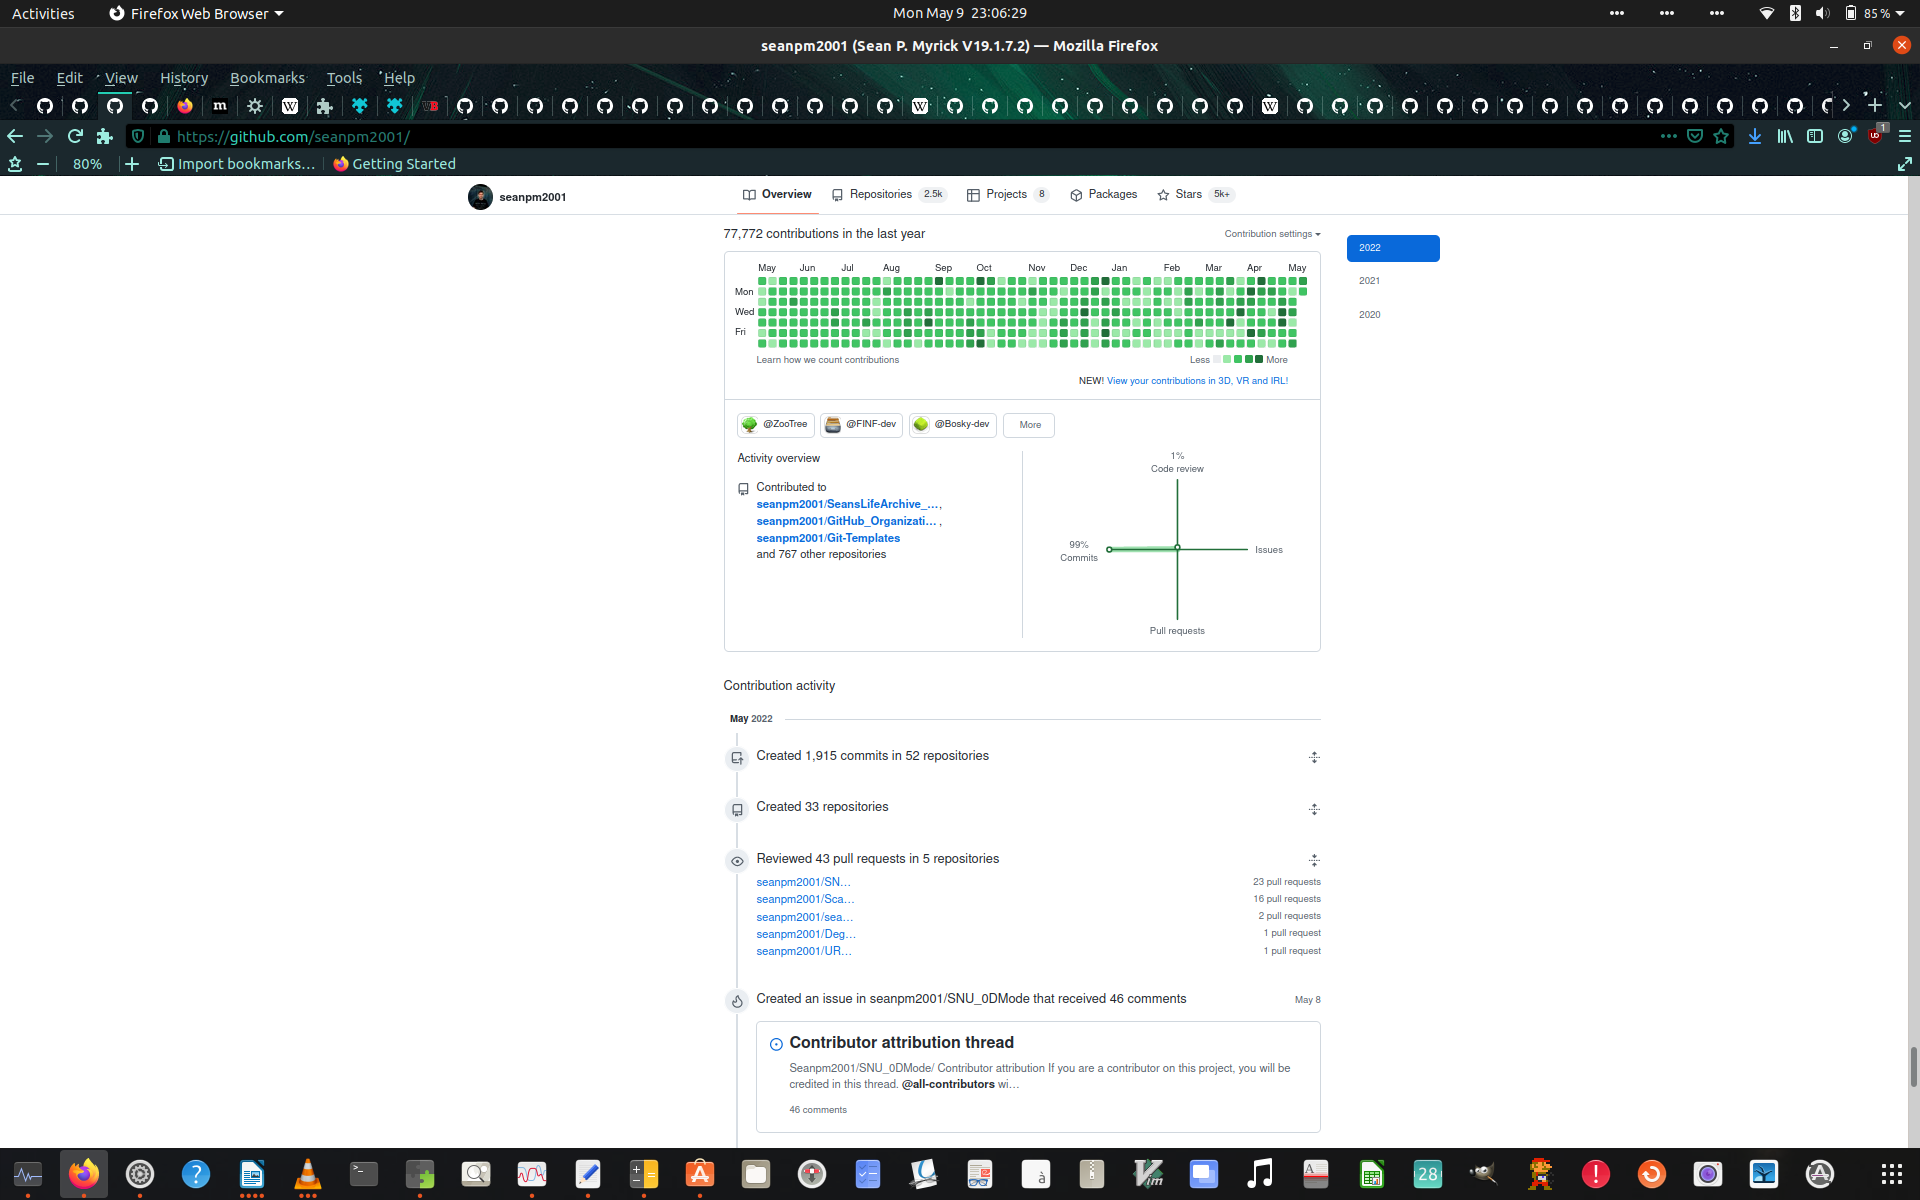 Activities
Firefox Web Browser
Mon May 9 23:06:29
85 %
seanpm2001 (Sean P. Myrick V19.1.7.2) — Mozilla Firefox
File Edit View History Bookmarks Tools Help
https://github.com/seanpm2001/
1
80%
Import bookmarks...
Getting Started
seanpm2001
Overview
Repositories 2.5k
Projects 8
Packages
Stars 5k+
77,772 contributions in the last year
Contribution settings
2022
2021
2020
May Jun Jul Aug Sep Oct Nov Dec Jan Feb Mar Apr May
Mon
Wed
Fri
Learn how we count contributions
Less
More
NEW! View your contributions in 3D, VR and IRL!
@ZooTree
@FINF-dev
@Bosky-dev
More
Activity overview
Contributed to
seanpm2001/SeansLifeArchive_…,
seanpm2001/GitHub_Organizati… ,
seanpm2001/Git-Templates
and 767 other repositories
1%
Code review
99%
Commits
Issues
Pull requests
Contribution activity
May 2022
Created 1,915 commits in 52 repositories
Created 33 repositories
Reviewed 43 pull requests in 5 repositories
seanpm2001/SN… 23 pull requests
seanpm2001/Sca… 16 pull requests
seanpm2001/sea… 2 pull requests
seanpm2001/Deg… 1 pull request
seanpm2001/UR… 1 pull request
Created an issue in seanpm2001/SNU_0DMode that received 46 comments
May 8
Contributor attribution thread
Seanpm2001/SNU_0DMode/ Contributor attribution If you are a contributor on this project, you will be
credited in this thread. @all-contributors wi…
46 comments
28